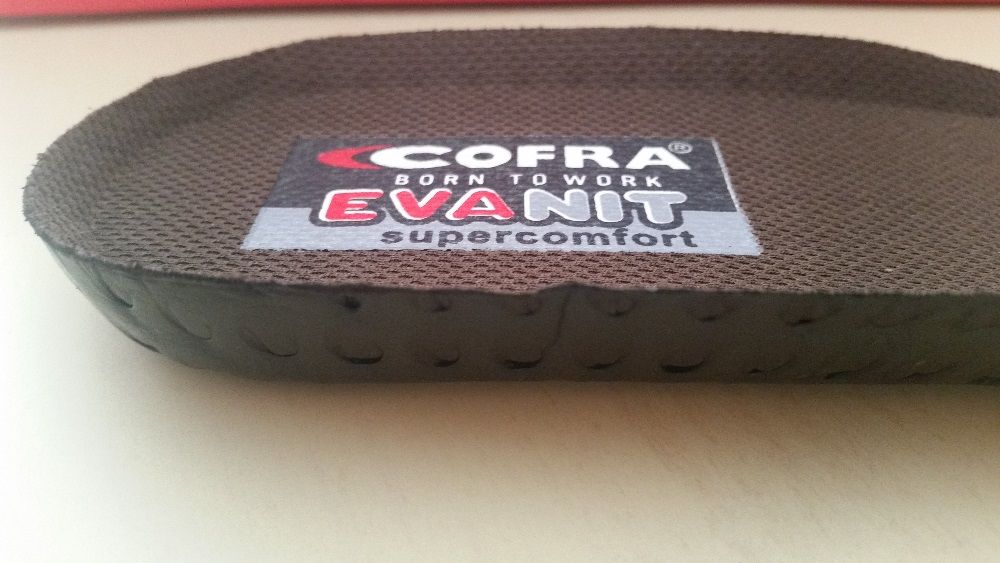 COFRA®
BORN TO WORK
EVANIT
supercomfort